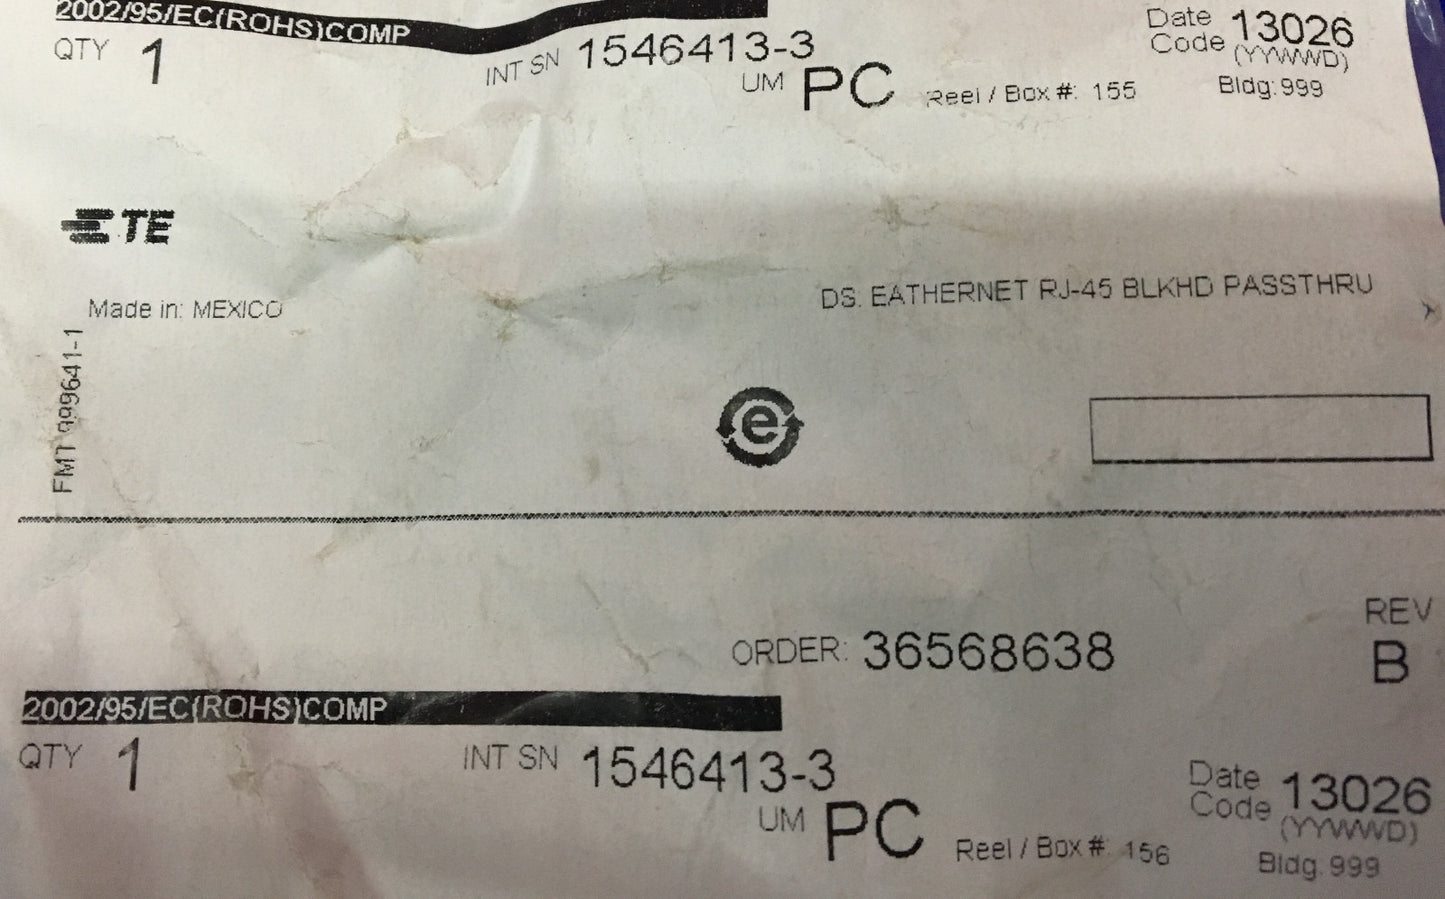 2002/95/EC(ROHS)COMP
QTY 1 INT SN 1546413-3 Date Code 13026
(YYWWD)
UM PC Reel / Box #: 155 Bldg: 999
TE
DS. EATHERNET RJ-45 BLKHD PASSTHRU
Made in: MEXICO
FMT 999641-1
e
REV
ORDER: 36568638 B
2002/95/EC(ROHS)COMP
QTY 1 INT SN 1546413-3 Date Code 13026
(YYWWD)
UM PC Reel / Box # 156 Bldg. 999